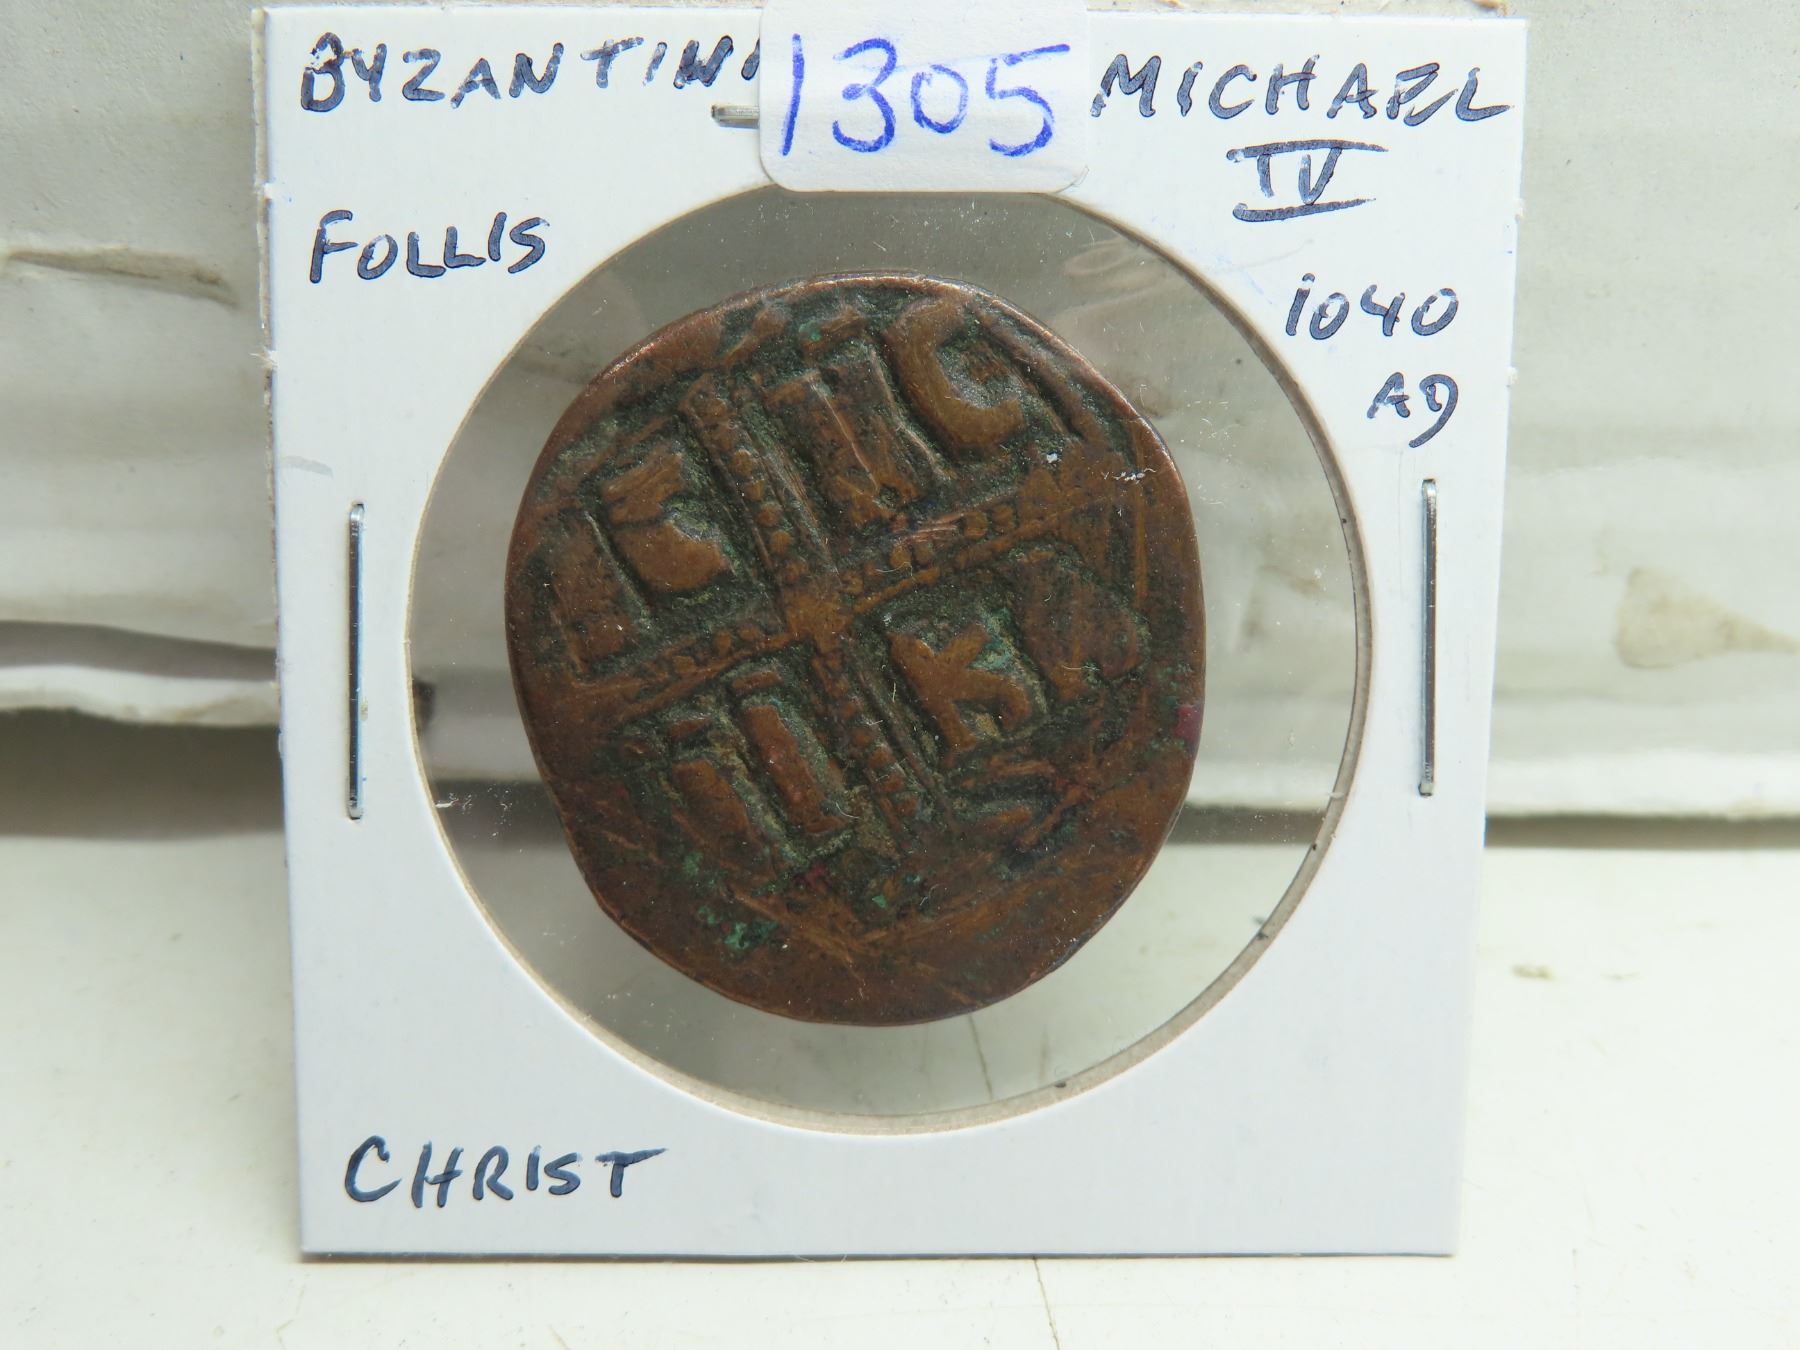 BYZANTIN 1305 MICHAEL
IV
FOLLIS
1040
AD
IC XC
NI KA
CHRIST